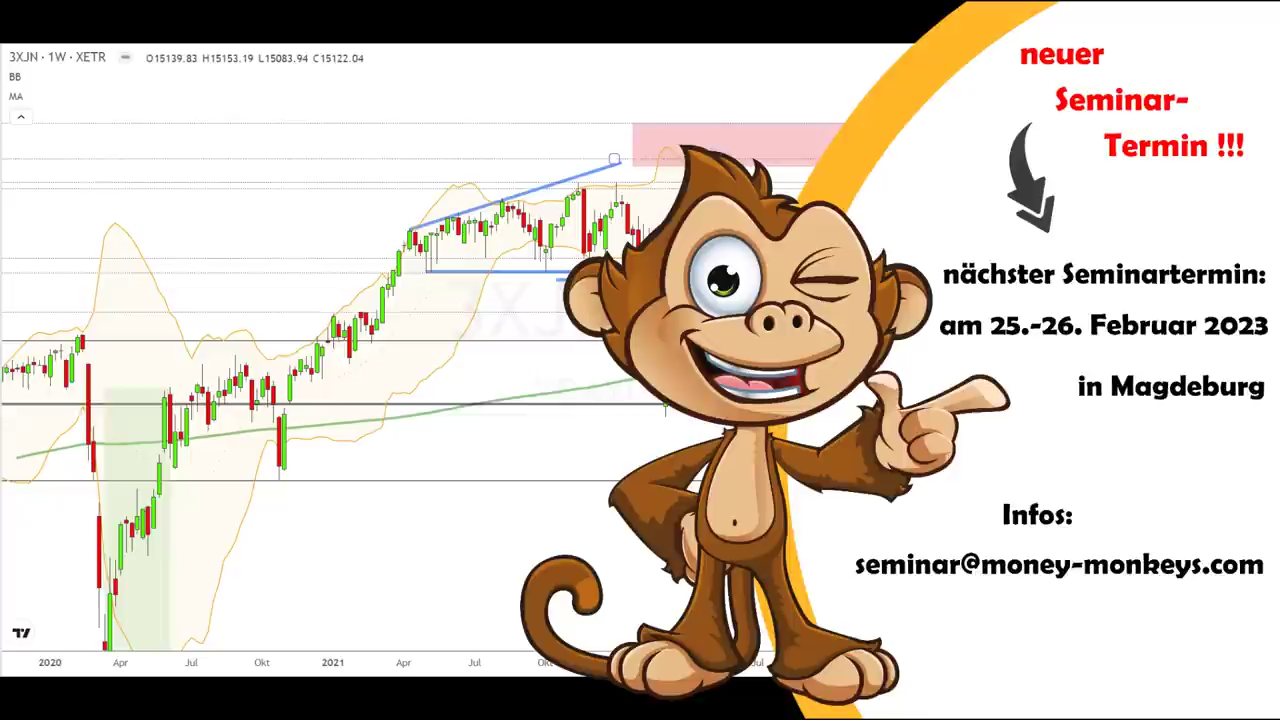 3XJN · 1W · XETR
O15139.83 H15153.19 L15083.94 C15122.04
BB
MA
neuer
Seminar-
Termin !!!
nächster Seminartermin:
am 25.-26. Februar 2023
in Magdeburg
Infos:
seminar@money-monkeys.com
3XJ
2020 Apr Jul Okt 2021 Apr Jul Okt Jul